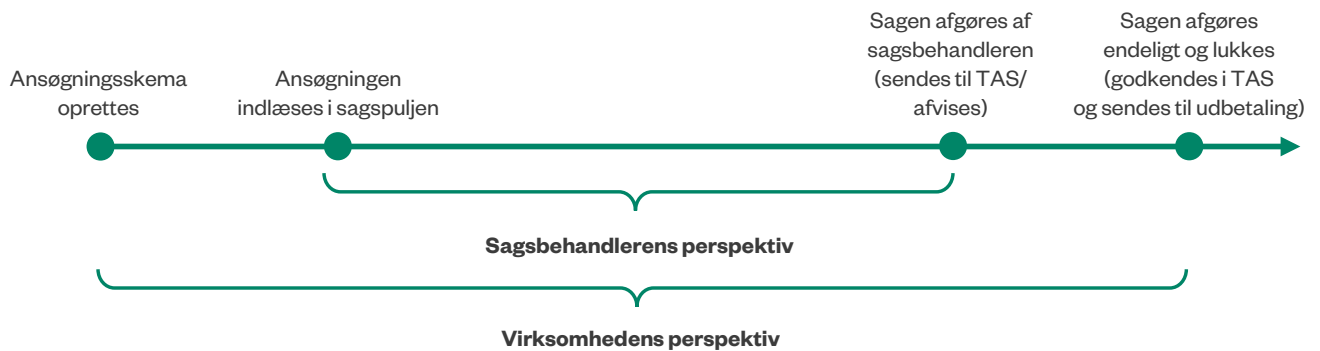 Ansøgningsskema
oprettes
Ansøgningen
indlæses i sagspuljen
Sagen afgøres af
sagsbehandleren
(sendes til TAS/
afvises)
Sagen afgøres
endeligt og lukkes
(godkendes i TAS
og sendes til udbetaling)
Sagsbehandlerens perspektiv
Virksomhedens perspektiv